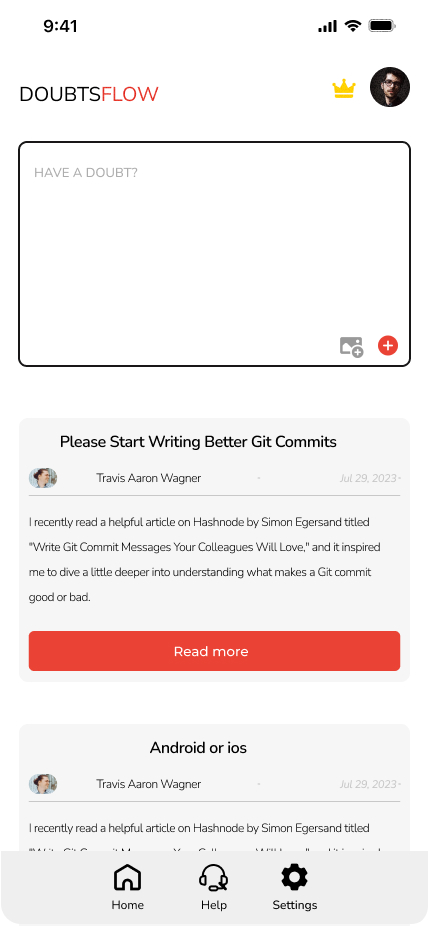 9:41
DOUBTSFLOW
HAVE A DOUBT?
Please Start Writing Better Git Commits
Travis Aaron Wagner · Jul 29, 2023·
I recently read a helpful article on Hashnode by Simon Egersand titled
"Write Git Commit Messages Your Colleagues Will Love," and it inspired
me to dive a little deeper into understanding what makes a Git commit
good or bad.
Read more
Android or ios
Travis Aaron Wagner · Jul 29, 2023·
I recently read a helpful article on Hashnode by Simon Egersand titled
Home Help Settings